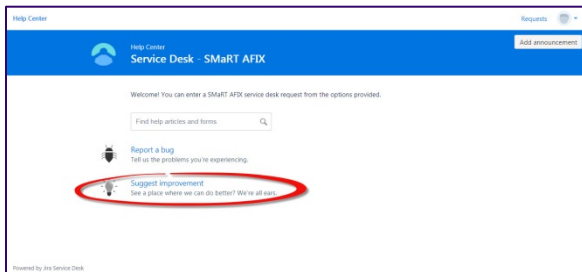 Help Center
Requests
Add announcement
Help Center
Service Desk - SMaRT AFIX
Welcome! You can enter a SMaRT AFIX service desk request from the options provided.
Find help articles and forms
Report a bug
Tell us the problems you're experiencing.
Suggest improvement
See a place where we can do better? We're all ears.
Powered by Jira Service Desk